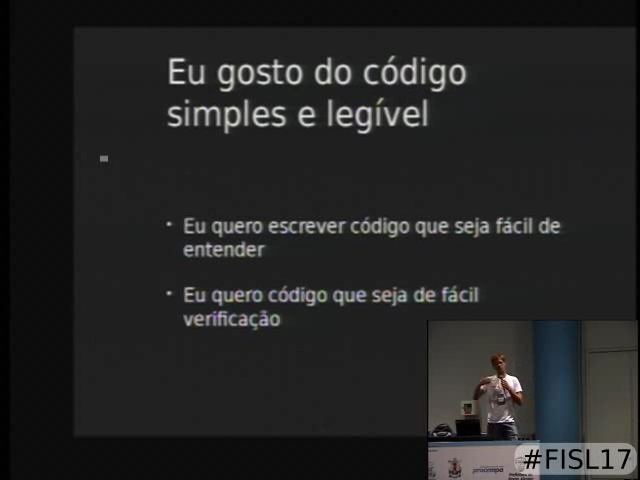 Eu gosto do código
simples e legível
Eu quero escrever código que seja fácil de
entender
Eu quero código que seja de fácil
verificação
procempa
#FISL17